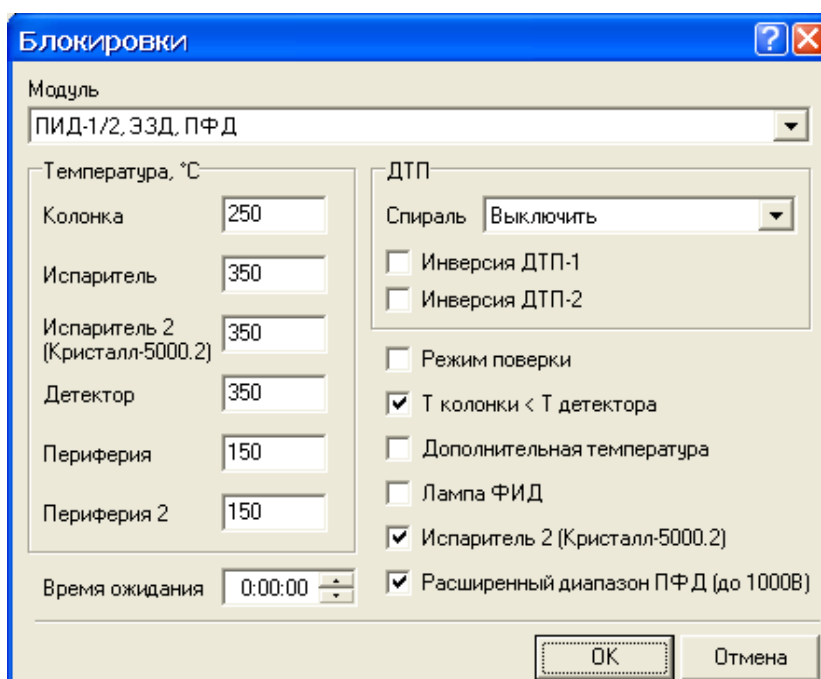 Блокировки
Модуль
ПИД-1/2, ЭЗД, ПФД
Температура, °C
Колонка 250
Испаритель 350
Испаритель 2
(Кристалл-5000.2) 350
Детектор 350
Периферия 150
Периферия 2 150
Время ожидания 0:00:00
ДТП
Спираль Выключить
Инверсия ДТП-1
Инверсия ДТП-2
Режим поверки
Т колонки < Т детектора
Дополнительная температура
Лампа ФИД
Испаритель 2 (Кристалл-5000.2)
Расширенный диапазон ПФД (до 1000В)
OK Отмена